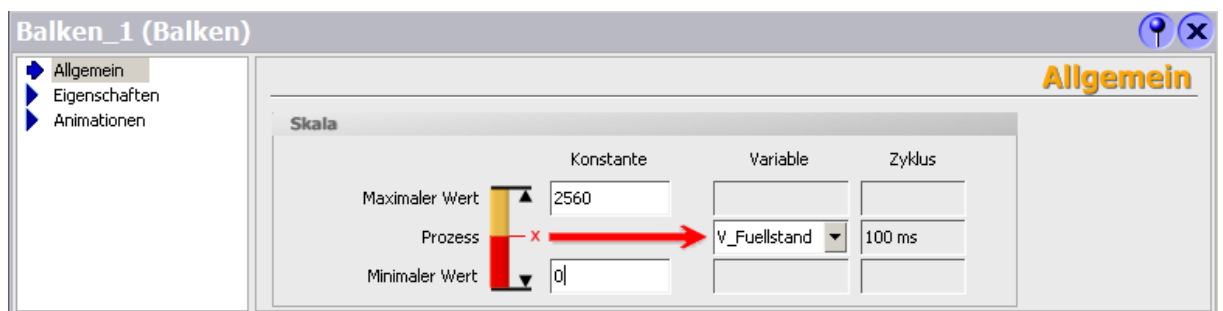 Balken_1 (Balken)
Allgemein
Eigenschaften
Animationen
Allgemein
Skala
Konstante Variable Zyklus
Maximaler Wert 2560
Prozess x V_Fuellstand 100 ms
Minimaler Wert 0